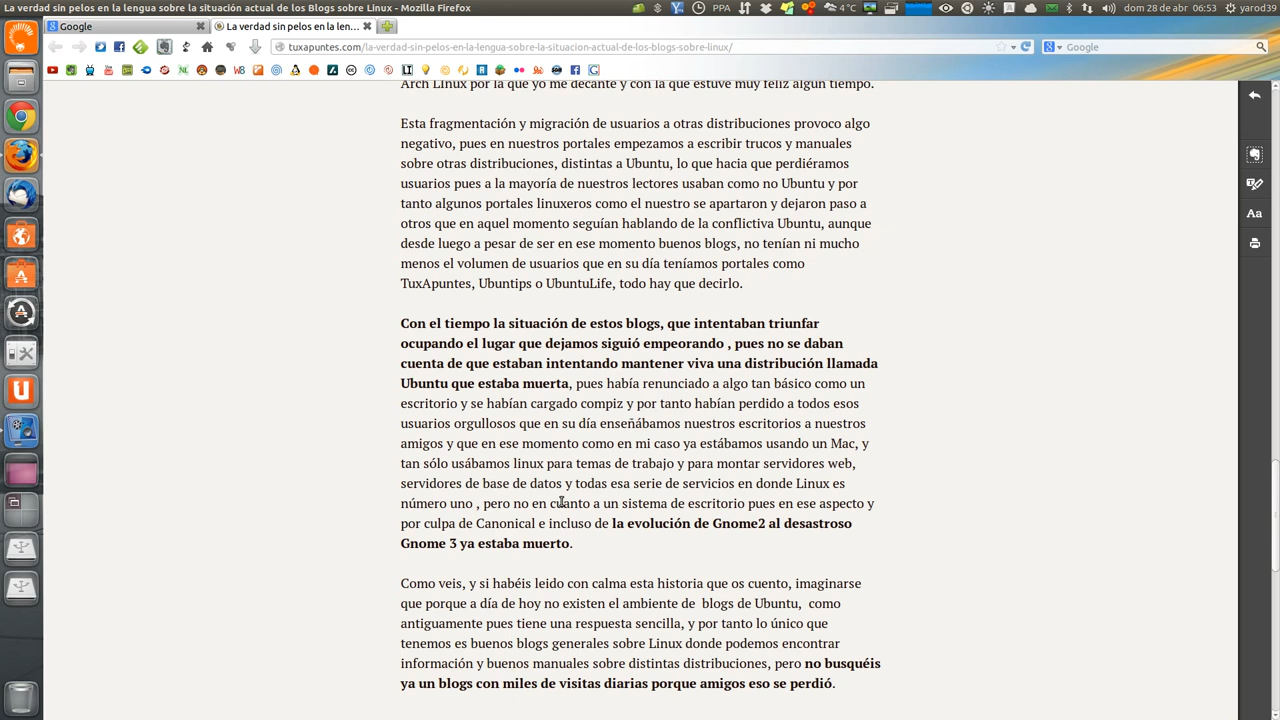 La verdad sin pelos en la lengua sobre la situación actual de los Blogs sobre Linux - Mozilla Firefox
PPA 4°C dom 28 de abr 06:53 yarod39
Google
La verdad sin pelos en la len...
tuxapuntes.com/la-verdad-sin-pelos-en-la-lengua-sobre-la-situacion-actual-de-los-blogs-sobre-linux/
Google
Arch LInux por la que yo me decante y con la que estuve muy feliz algún tiempo.
Esta fragmentación y migración de usuarios a otras distribuciones provoco algo
negativo, pues en nuestros portales empezamos a escribir trucos y manuales
sobre otras distribuciones, distintas a Ubuntu, lo que hacia que perdiéramos
usuarios pues a la mayoría de nuestros lectores usaban como no Ubuntu y por
tanto algunos portales linuxeros como el nuestro se apartaron y dejaron paso a
otros que en aquel momento seguían hablando de la conflictiva Ubuntu, aunque
desde luego a pesar de ser en ese momento buenos blogs, no tenían ni mucho
menos el volumen de usuarios que en su día teníamos portales como
TuxApuntes, Ubuntips o UbuntuLife, todo hay que decirlo.
Con el tiempo la situación de estos blogs, que intentaban triunfar
ocupando el lugar que dejamos siguió empeorando , pues no se daban
cuenta de que estaban intentando mantener viva una distribución llamada
Ubuntu que estaba muerta, pues había renunciado a algo tan básico como un
escritorio y se habían cargado compiz y por tanto habían perdido a todos esos
usuarios orgullosos que en su día enseñábamos nuestros escritorios a nuestros
amigos y que en ese momento como en mi caso ya estábamos usando un Mac, y
tan sólo usábamos linux para temas de trabajo y para montar servidores web,
servidores de base de datos y todas esa serie de servicios en donde Linux es
número uno , pero no en cuanto a un sistema de escritorio pues en ese aspecto y
por culpa de Canonical e incluso de la evolución de Gnome2 al desastroso
Gnome 3 ya estaba muerto.
Como veis, y si habéis leido con calma esta historia que os cuento, imaginarse
que porque a día de hoy no existen el ambiente de  blogs de Ubuntu,  como
antiguamente pues tiene una respuesta sencilla, y por tanto lo único que
tenemos es buenos blogs generales sobre Linux donde podemos encontrar
información y buenos manuales sobre distintas distribuciones, pero no busquéis
ya un blogs con miles de visitas diarias porque amigos eso se perdió.
Aa